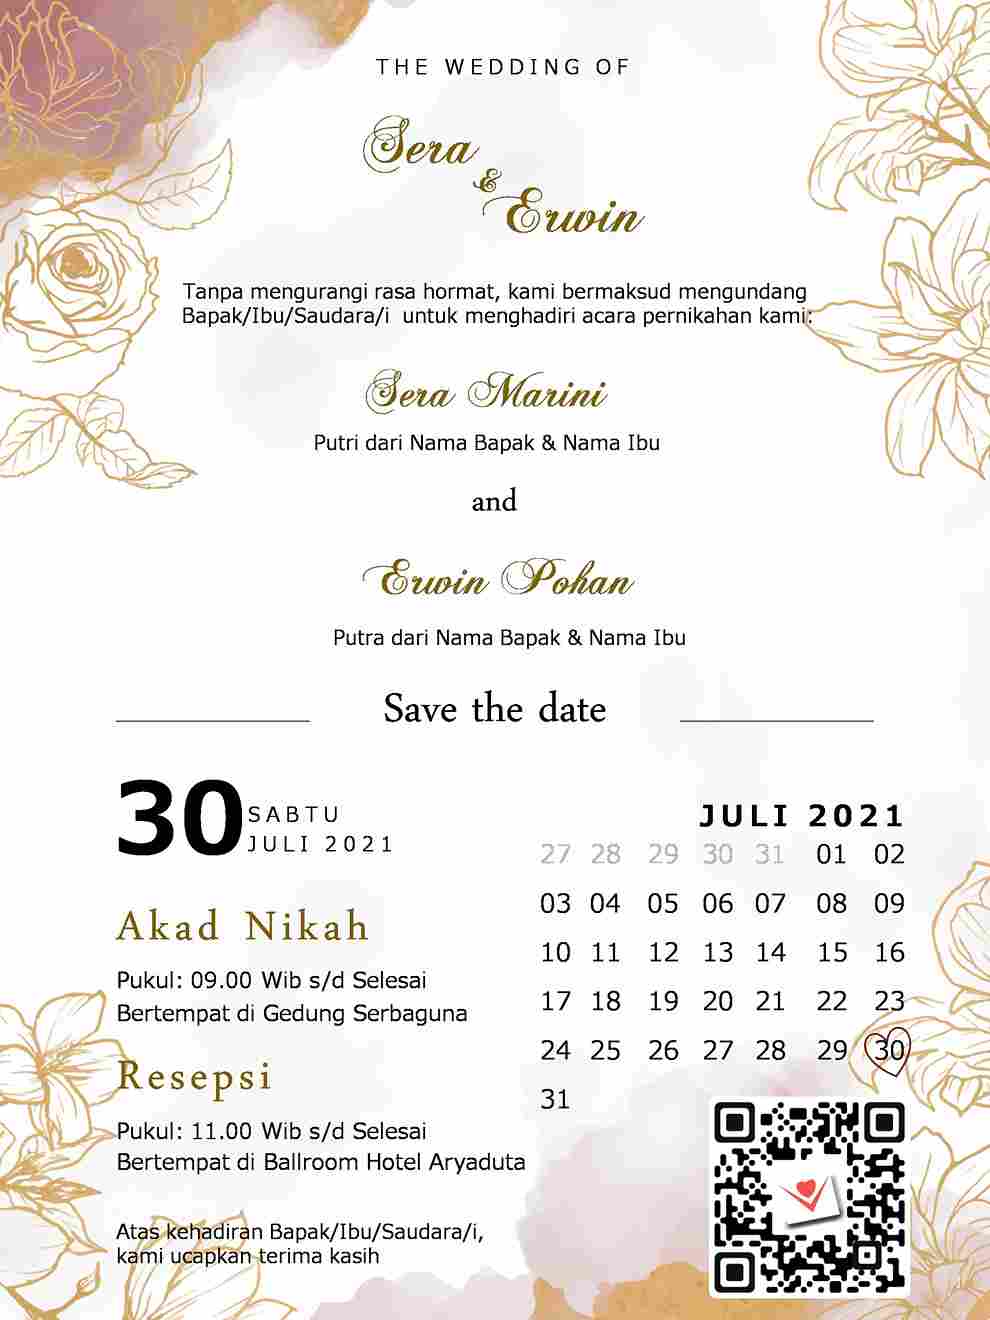 THE WEDDING OF
Sera
&
Erwin
Tanpa mengurangi rasa hormat, kami bermaksud mengundang
Bapak/Ibu/Saudara/i untuk menghadiri acara pernikahan kami:
Sera Marini
Putri dari Nama Bapak & Nama Ibu
and
Erwin Pohan
Putra dari Nama Bapak & Nama Ibu
Save the date
30
SABTU
JULI 2021
Akad Nikah
Pukul: 09.00 Wib s/d Selesai
Bertempat di Gedung Serbaguna
Resepsi
Pukul: 11.00 Wib s/d Selesai
Bertempat di Ballroom Hotel Aryaduta
Atas kehadiran Bapak/Ibu/Saudara/i,
kami ucapkan terima kasih
JULI 2021
27 28 29 30 31 01 02
03 04 05 06 07 08 09
10 11 12 13 14 15 16
17 18 19 20 21 22 23
24 25 26 27 28 29 30
31